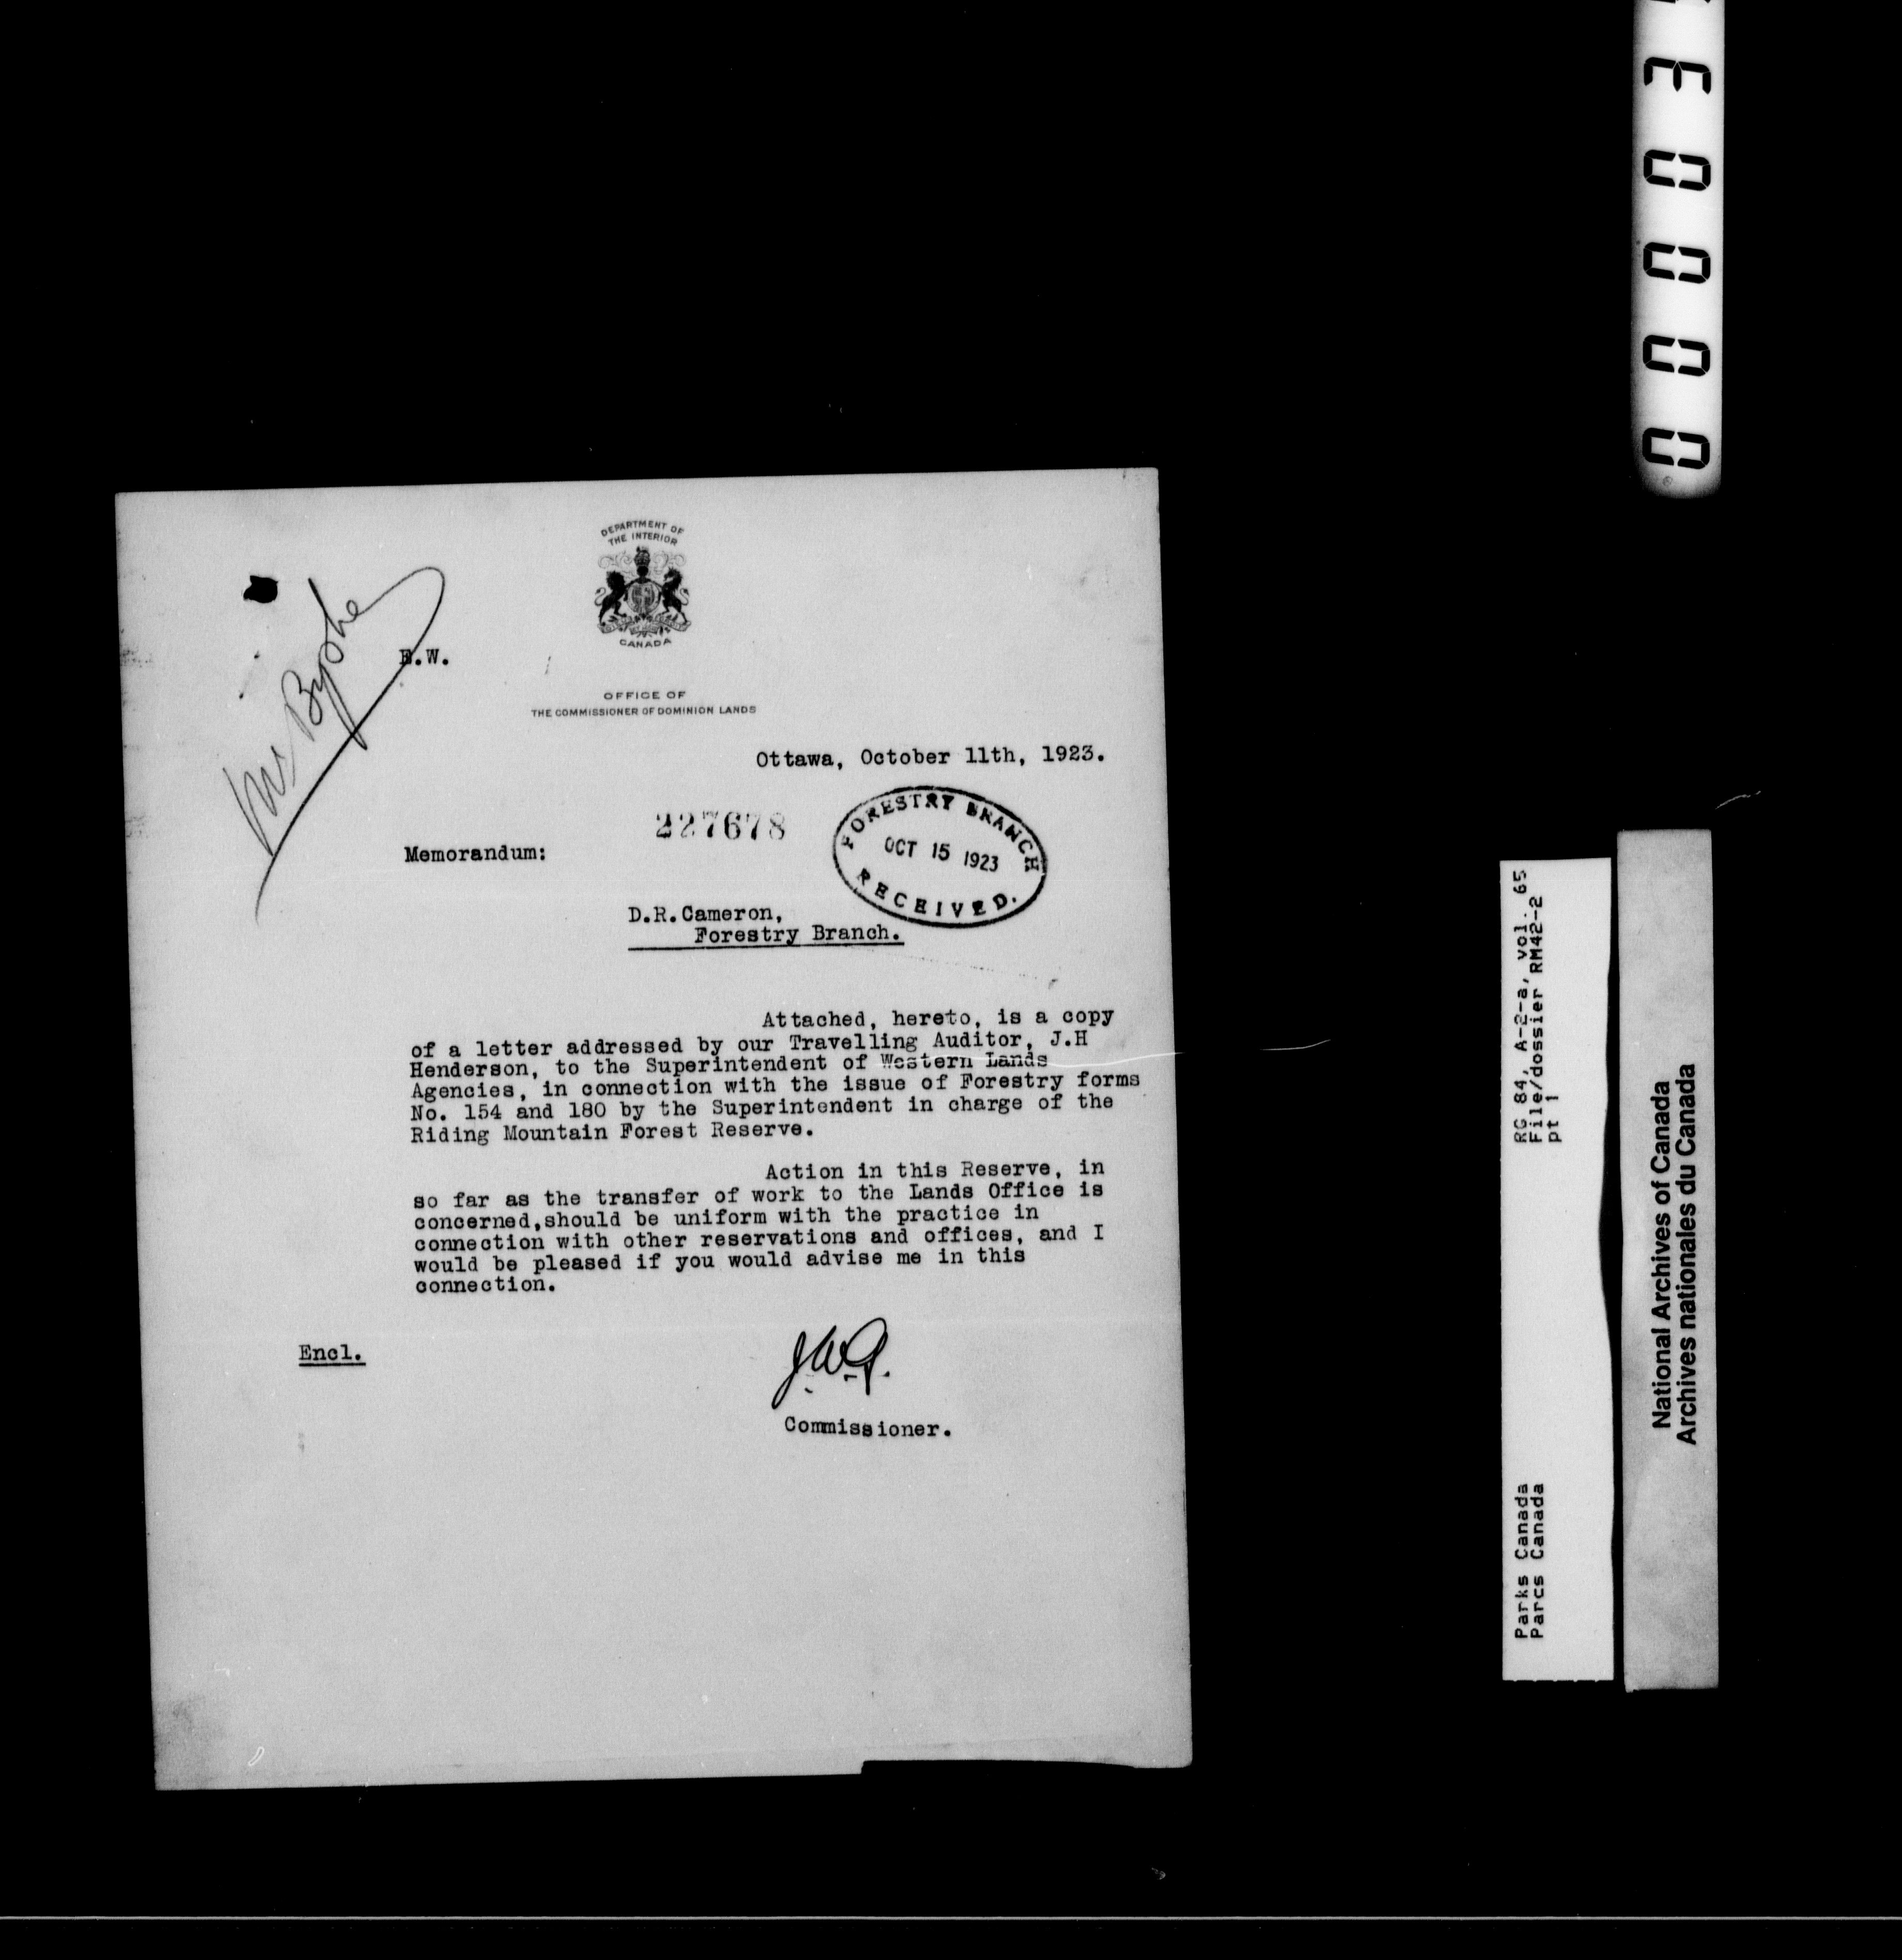 DEPARTMENT OF
THE INTERIOR
CANADA
E.W.
OFFICE OF
THE COMMISSIONER OF DOMINION LANDS
Ottawa, October 11th, 1923.
227678
FORESTRY BRANCH
OCT 15 1923
RECEIVED.
Memorandum:
D.R.Cameron,
Forestry Branch.
Attached, hereto, is a copy
of a letter addressed by our Travelling Auditor, J.H
Henderson, to the Superintendent of Western Lands
Agencies, in connection with the issue of Forestry forms
No. 154 and 180 by the Superintendent in charge of the
Riding Mountain Forest Reserve.
Action in this Reserve, in
so far as the transfer of work to the Lands Office is
concerned,should be uniform with the practice in
connection with other reservations and offices, and I
would be pleased if you would advise me in this
connection.
Encl.
Commissioner.
RG 84, A-2-a, vol. 65
File/dossier RM42-2
pt 1
Parks Canada
Parcs Canada
National Archives of Canada
Archives nationales du Canada